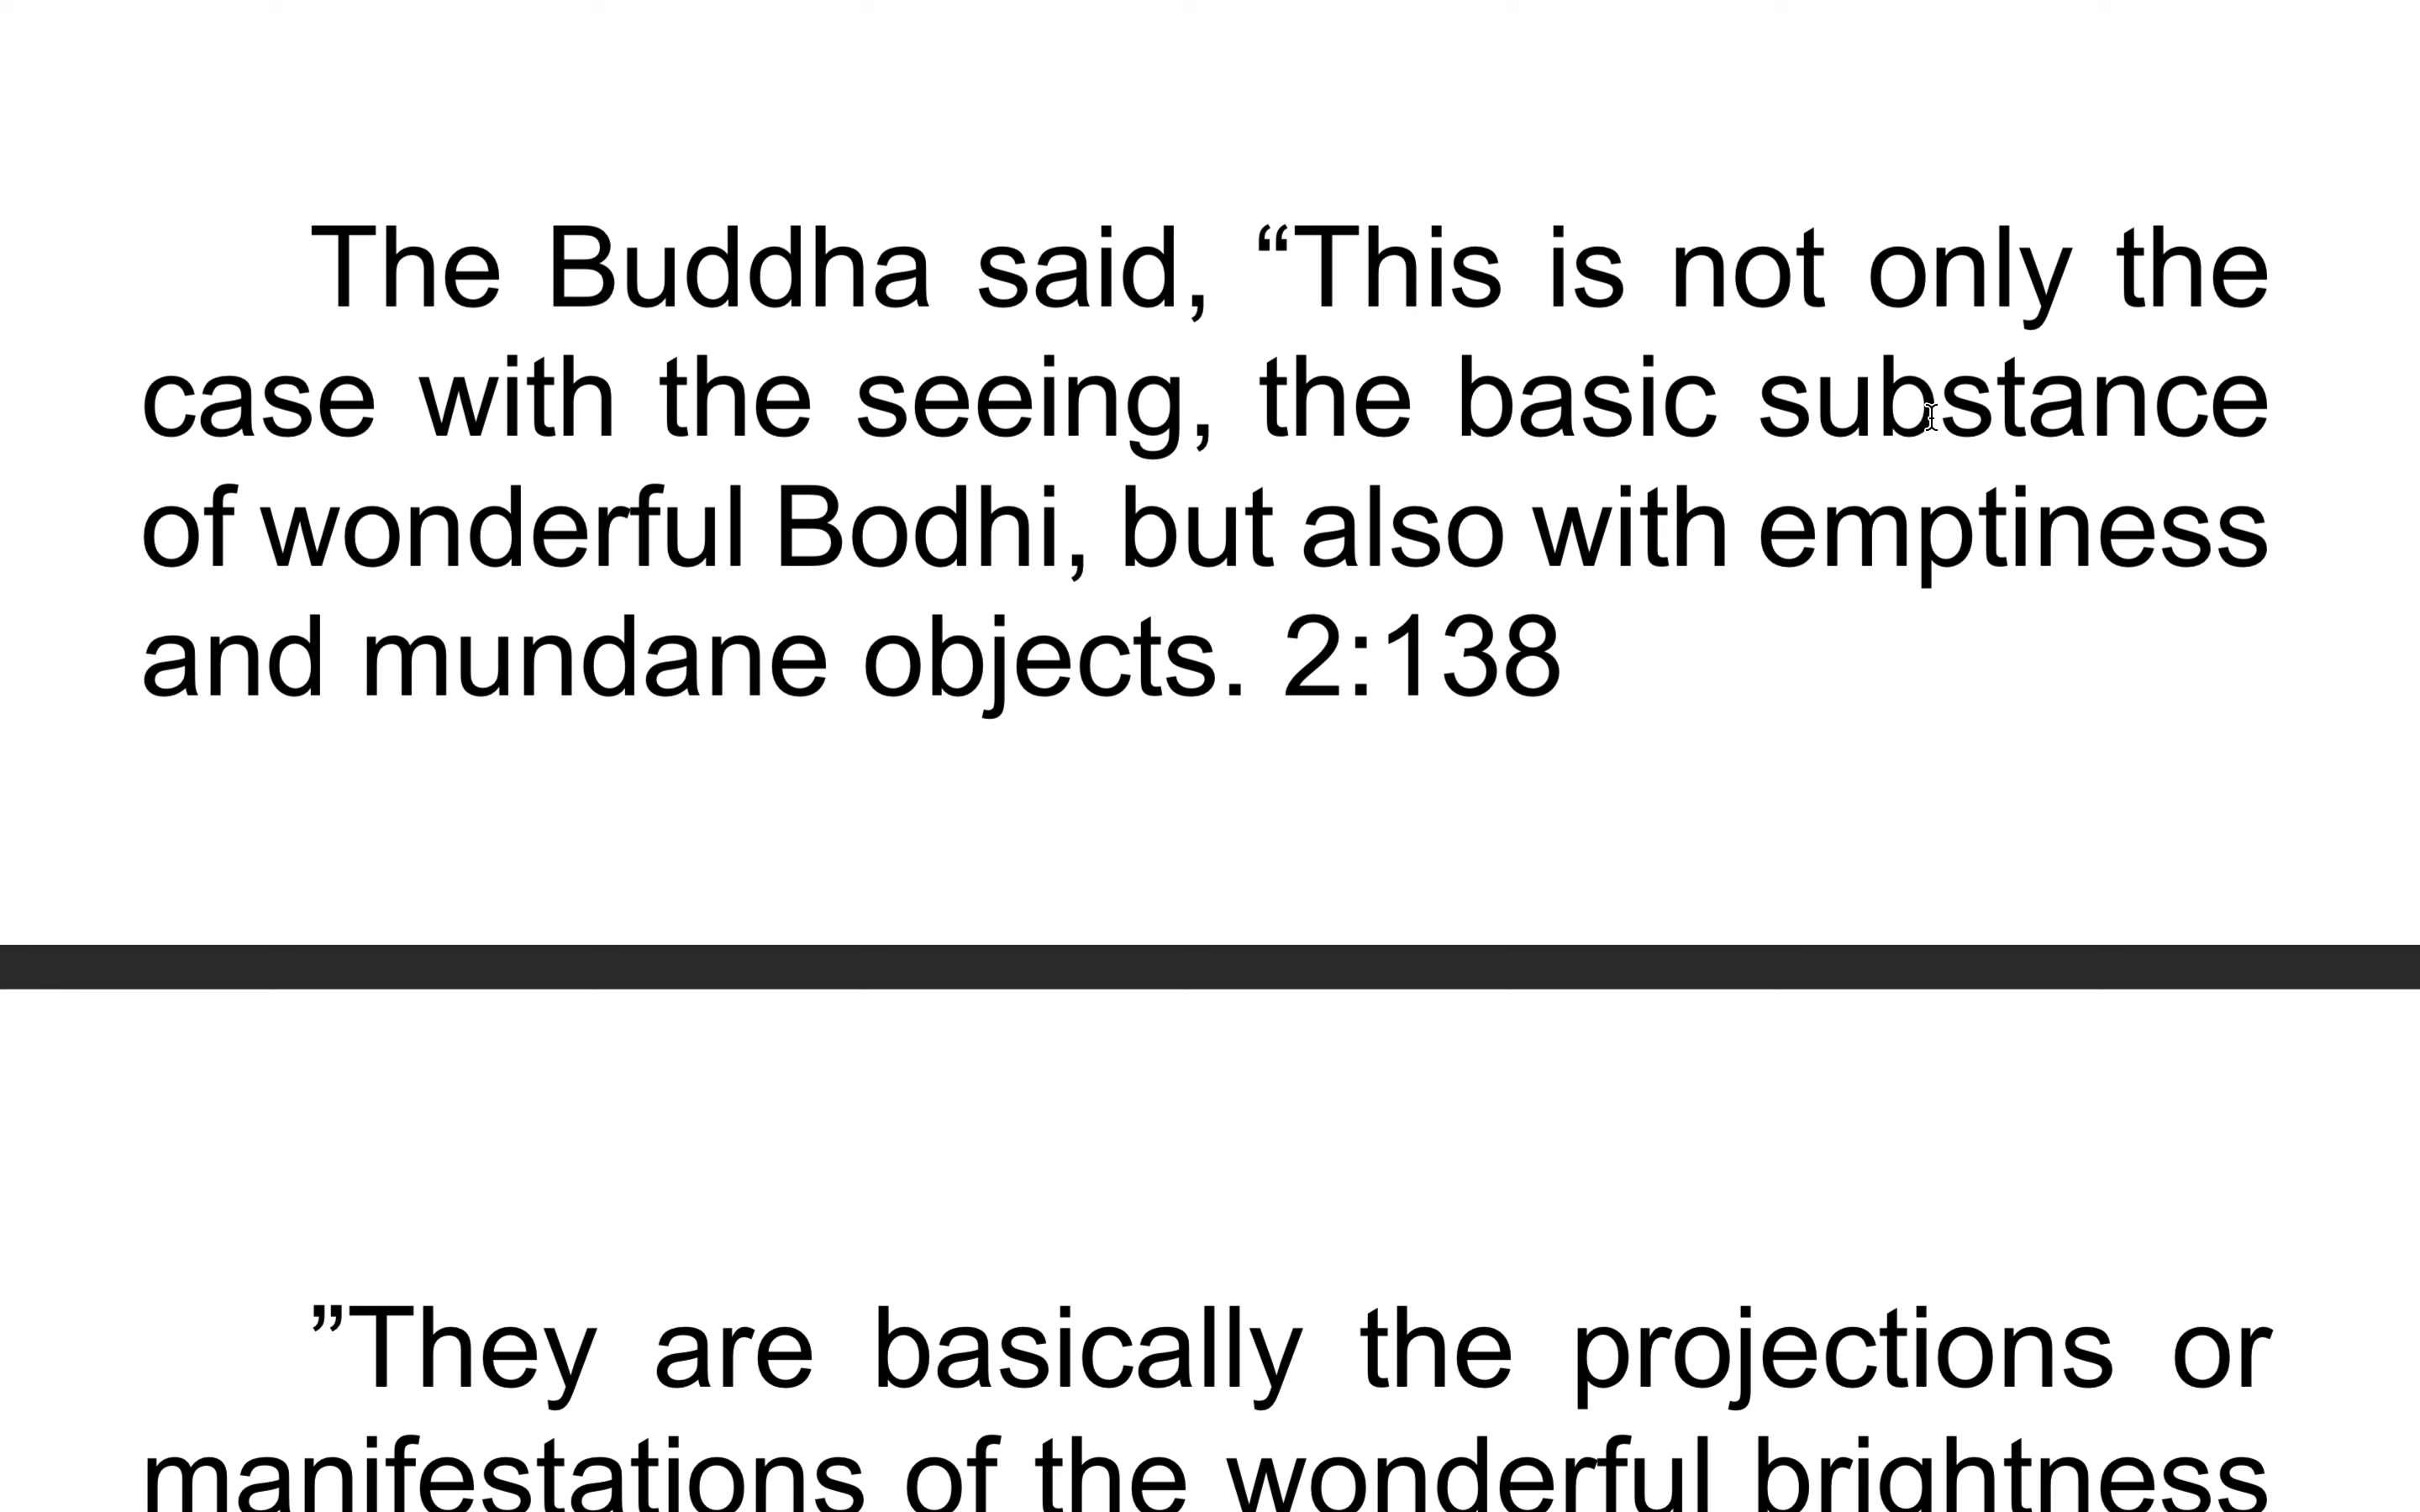 The Buddha said, “This is not only the
case with the seeing, the basic substance
of wonderful Bodhi, but also with emptiness
and mundane objects. 2:138
”They are basically the projections or
manifestations of the wonderful brightness